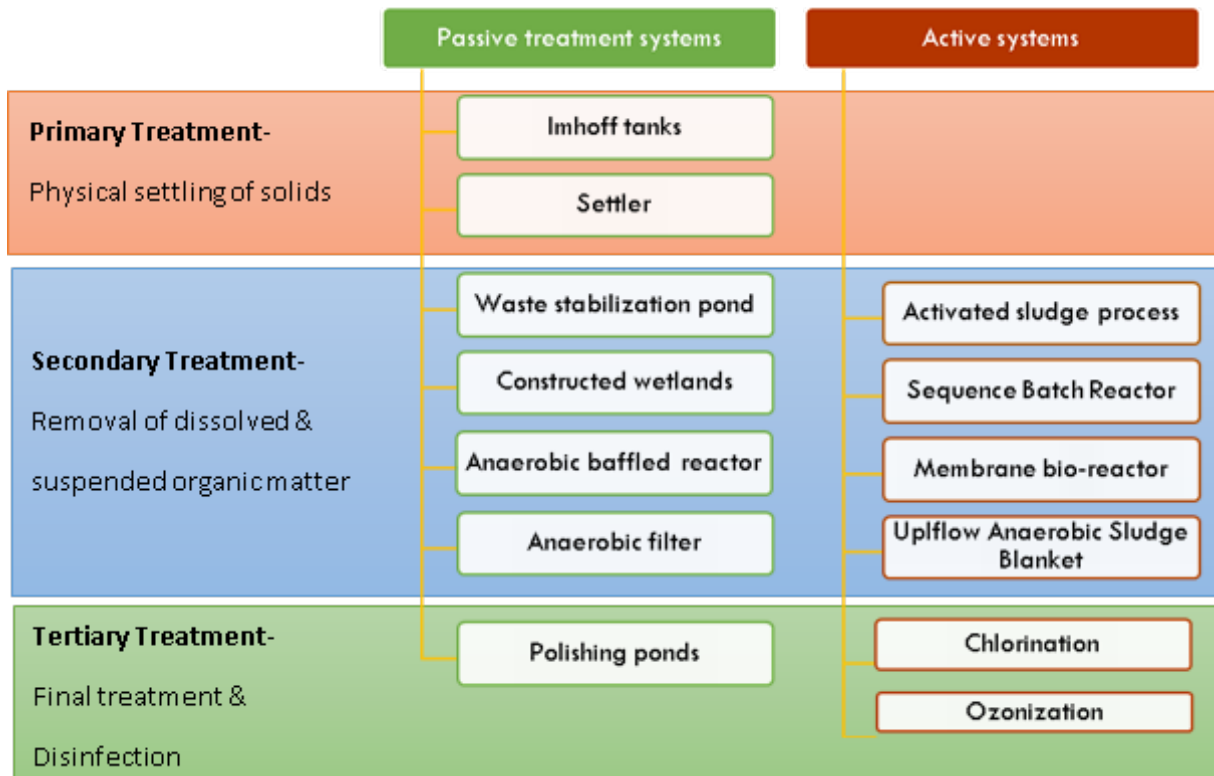 Passive treatment systems
Active systems
Primary Treatment-
Physical settling of solids
Imhoff tanks
Settler
Secondary Treatment-
Removal of dissolved &
suspended organic matter
Waste stabilization pond
Constructed wetlands
Anaerobic baffled reactor
Anaerobic filter
Activated sludge process
Sequence Batch Reactor
Membrane bio-reactor
Uplflow Anaerobic Sludge
Blanket
Tertiary Treatment-
Final treatment &
Disinfection
Polishing ponds
Chlorination
Ozonization